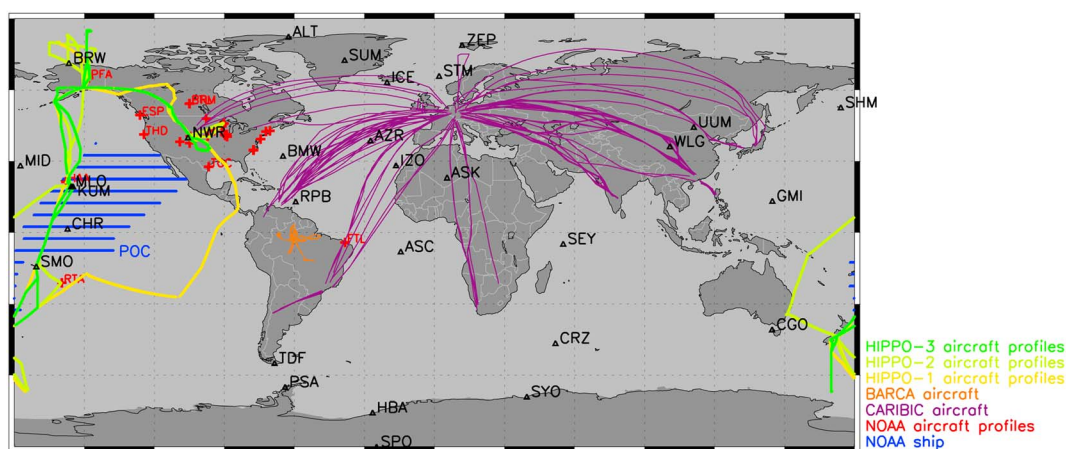 ALT
ZEP
SUM
BRW
STM
PFA
ICE
SHM
ESP
UUM
THD
NWR
AZR
WLG
BMW
MID
IZO
ASK
MLO
KUM
RPB
GMI
CHR
SEY
FTL
POC
ASC
SMO
RTA
CGO
CRZ
TDF
PSA
SYO
HBA
SPO
HIPPO-3 aircraft profiles
HIPPO-2 aircraft profiles
HIPPO-1 aircraft profiles
BARCA aircraft
CARIBIC aircraft
NOAA aircraft profiles
NOAA ship